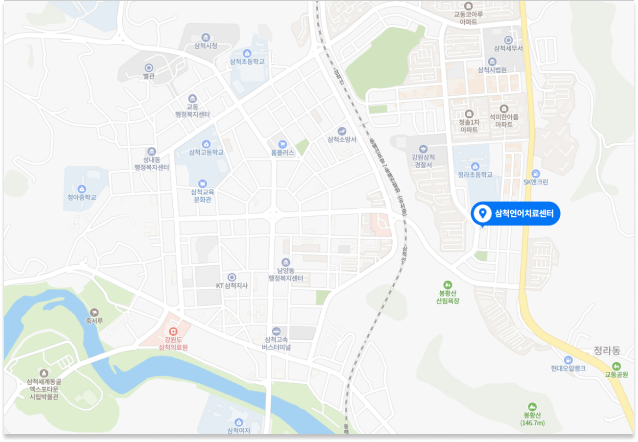 교동코아루
아파트
삼척시청
삼척세무서
삼척초등학교
삼척시법원
별관
교동
행정복지센터
청솔1차
아파트
석미한아름
아파트
삼척소방서
삼척고등학교
홈플러스
성내동
행정복지센터
강원삼척
경찰서
정라초등학교
SK엔크린
삼척교육
문화관
청아중학교
삼척언어치료센터
남양동
행정복지센터
KT 삼척지사
봉황산
산림욕장
죽서루
강원도
삼척의료원
삼척고속
버스터미널
정라동
현대오일뱅크
교동공원
삼척세계동굴
엑스포타운
시립박물관
봉황산
(146.7m)
삼척여자